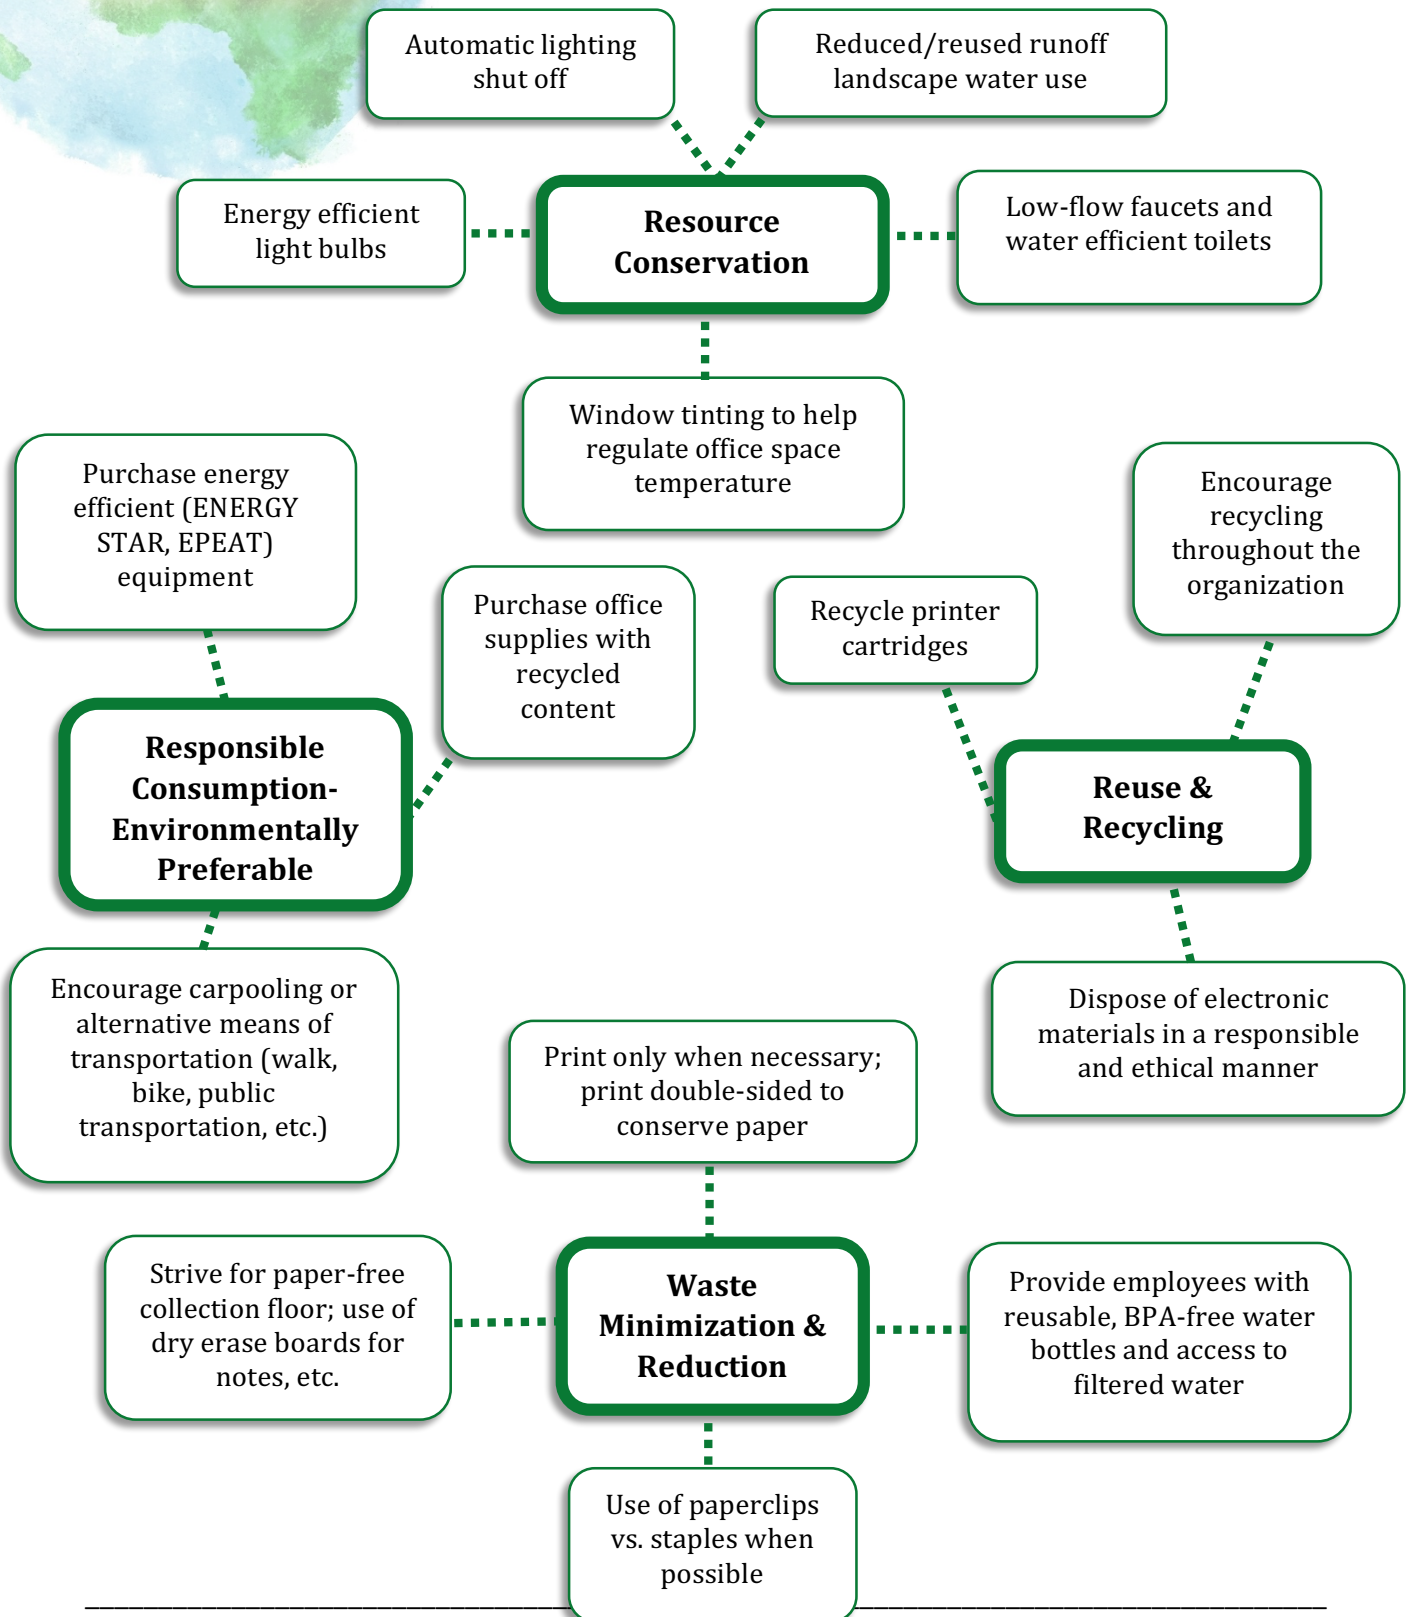 Automatic lighting
shut off
Reduced/reused runoff
landscape water use
Energy efficient
light bulbs
Resource
Conservation
Low-flow faucets and
water efficient toilets
Window tinting to help
regulate office space
temperature
Purchase energy
efficient (ENERGY
STAR, EPEAT)
equipment
Purchase office
supplies with
recycled
content
Recycle printer
cartridges
Encourage
recycling
throughout the
organization
Responsible
Consumption-
Environmentally
Preferable
Reuse &
Recycling
Encourage carpooling or
alternative means of
transportation (walk,
bike, public
transportation, etc.)
Dispose of electronic
materials in a responsible
and ethical manner
Print only when necessary;
print double-sided to
conserve paper
Strive for paper-free
collection floor; use of
dry erase boards for
notes, etc.
Waste
Minimization &
Reduction
Provide employees with
reusable, BPA-free water
bottles and access to
filtered water
Use of paperclips
vs. staples when
possible